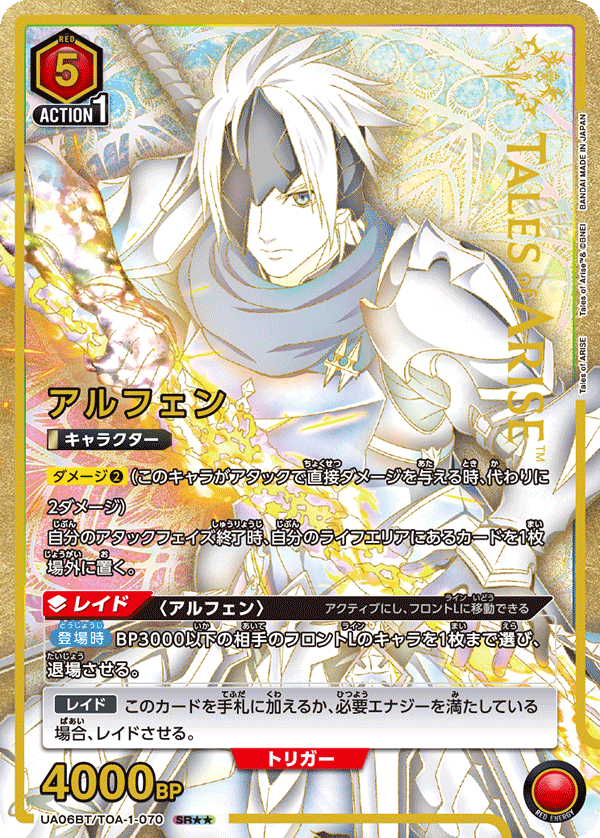 RED
5
ACTION 1
TALES OF ARISE™
Tales of ARISE Tales of Arise™& ©BNEI BANDAI MADE IN JAPAN
アルフェン
キャラクター
ダメージ❷ (このキャラがアタックで直接ダメージを与える時、代わりに
2ダメージ)
自分のアタックフェイズ終了時、自分のライフエリアにあるカードを1枚
場外に置く。
レイド 〈アルフェン〉 アクティブにし、フロントLに移動できる
登場時 BP3000以下の相手のフロントLのキャラを1枚まで選び、
退場させる。
レイド このカードを手札に加えるか、必要エナジーを満たしている
場合、レイドさせる。
トリガー
4000BP
UA06BT/TOA-1-070 SR★★
RED ENERGY